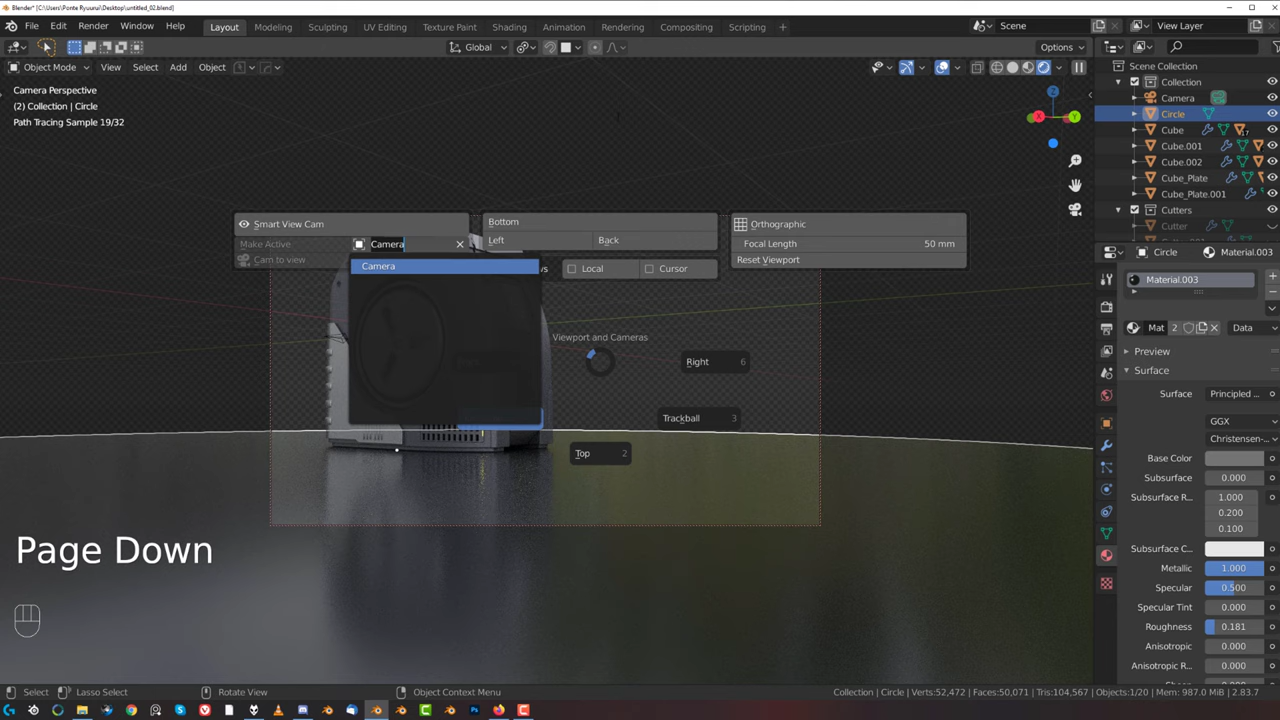 Blender* [C:\Users\Ponte Ryuurui\Desktop\untitled_02.blend]
File Edit Render Window Help Layout Modeling Sculpting UV Editing Texture Paint Shading Animation Rendering Compositing Scripting + Scene View Layer
Global Options
Object Mode View Select Add Object
Camera Perspective
(2) Collection | Circle
Path Tracing Sample 19/32
Scene Collection
Collection
Camera
Circle
Cube
17
Cube.001
Cube.002
Cube_Plate
Cube_Plate.001
Cutters
Cutter
Z
X
Y
Smart View Cam
Make Active Camera
Cam to view
Camera
Bottom
Left Back
Local Cursor
Orthographic
Focal Length 50 mm
Reset Viewport
Viewport and Cameras
Right 6
Trackball 3
Top 2
Page Down
Circle Material.003
Material.003
Mat 2 Data
Preview
Surface
Surface Principled ...
GGX
Christensen-...
Base Color
Subsurface 0.000
Subsurface R... 1.000
0.200
0.100
Subsurface C...
Metallic 1.000
Specular 0.500
Specular Tint 0.000
Roughness 0.181
Anisotropic 0.000
Anisotropic R... 0.000
Select Lasso Select Rotate View Object Context Menu
Collection | Circle | Verts:52,472 | Faces:50,071 | Tris:104,567 | Objects:1/20 | Mem: 987.0 MiB | 2.83.7